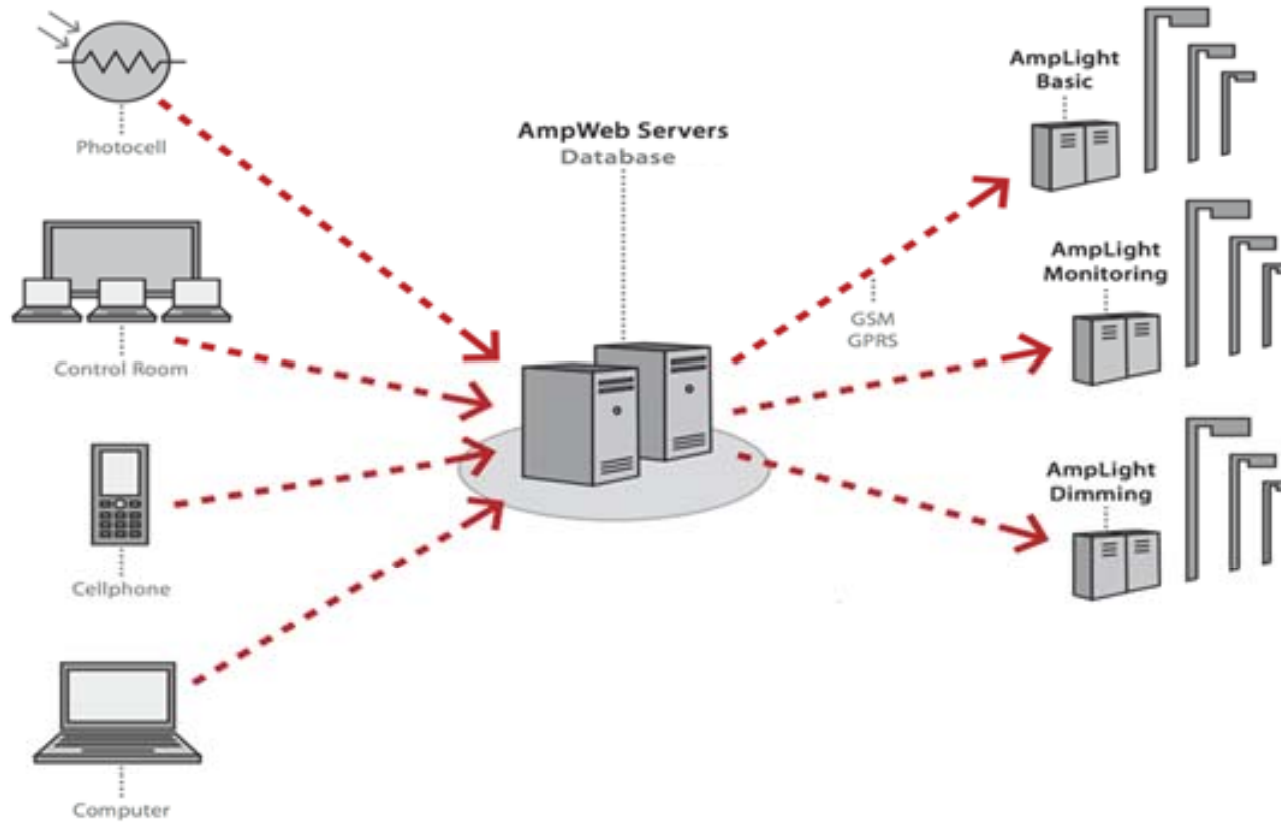 Photocell
Control Room
Cellphone
Computer
AmpWeb Servers
Database
GSM
GPRS
AmpLight
Basic
AmpLight
Monitoring
AmpLight
Dimming